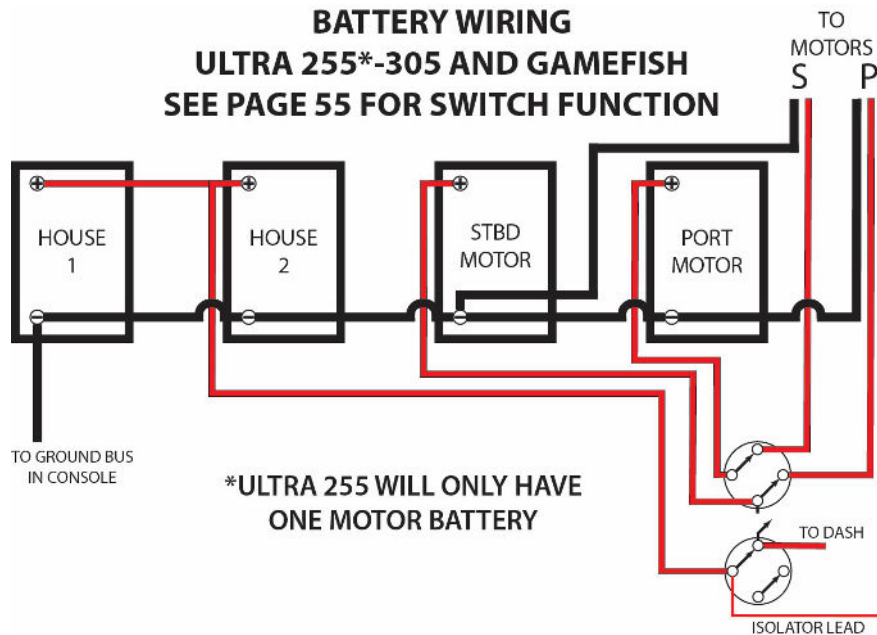 BATTERY WIRING
ULTRA 255*-305 AND GAMEFISH
SEE PAGE 55 FOR SWITCH FUNCTION
TO
MOTORS
S P
HOUSE
1
HOUSE
2
STBD
MOTOR
PORT
MOTOR
TO GROUND BUS
IN CONSOLE
*ULTRA 255 WILL ONLY HAVE
ONE MOTOR BATTERY
TO DASH
ISOLATOR LEAD